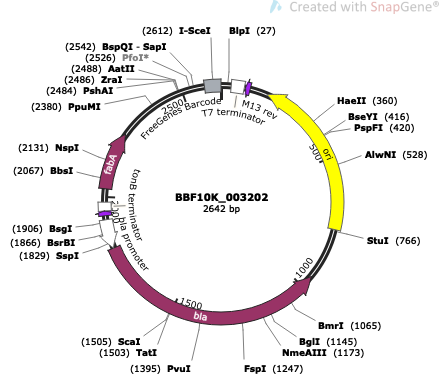 Created with SnapGene®
(2612) I-SceI
BlpI (27)
(2542) BspQI - SapI
(2526) PfoI*
(2488) AatII
(2486) ZraI
(2484) PshAI
(2380) PpuMI
(2131) NspI
(2067) BbsI
(1906) BsgI
(1866) BsrBI
(1829) SspI
(1505) ScaI
(1503) TatI
(1395) PvuI
FspI (1247)
NmeAIII (1173)
BglI (1145)
BmrI (1065)
StuI (766)
AlwNI (528)
PspFI (420)
BseYI (416)
HaeII (360)
M13 rev
T7 terminator
FreeGenes Barcode
fabA
tonB terminator
bla promoter
bla
ori
500
1000
1500
2500
BBF10K_003202
2642 bp